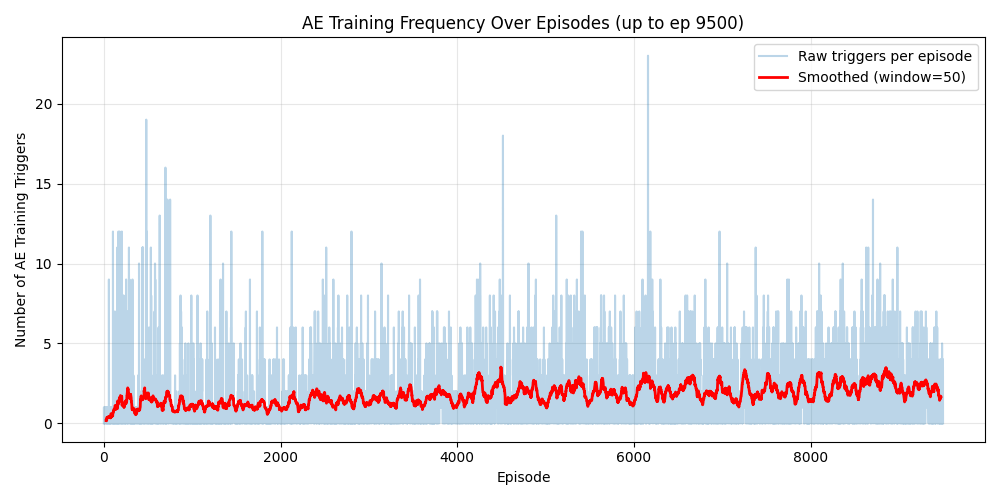 AE Training Frequency Over Episodes (up to ep 9500)
Raw triggers per episode
Smoothed (window=50)
Number of AE Training Triggers
20
15
10
5
0
0 2000 4000 6000 8000
Episode